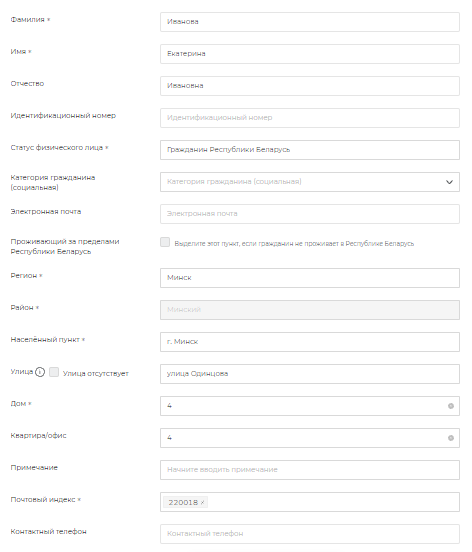 Фамилия *
Иванова
Имя *
Екатерина
Отчество
Ивановна
Идентификационный номер
Идентификационный номер
Статус физического лица *
Гражданин Республики Беларусь
Категория гражданина
(социальная)
Категория гражданина (социальная)
Электронная почта
Электронная почта
Проживающий за пределами
Республики Беларусь
Выделите этот пункт, если гражданин не проживает в Республике Беларусь
Регион *
Минск
Район *
Минский
Населённый пункт *
г. Минск
Улица i Улица отсутствует
улица Одинцова
Дом *
4
Квартира/офис
4
Примечание
Начните вводить примечание
Почтовый индекс *
220018 ×
Контактный телефон
Контактный телефон